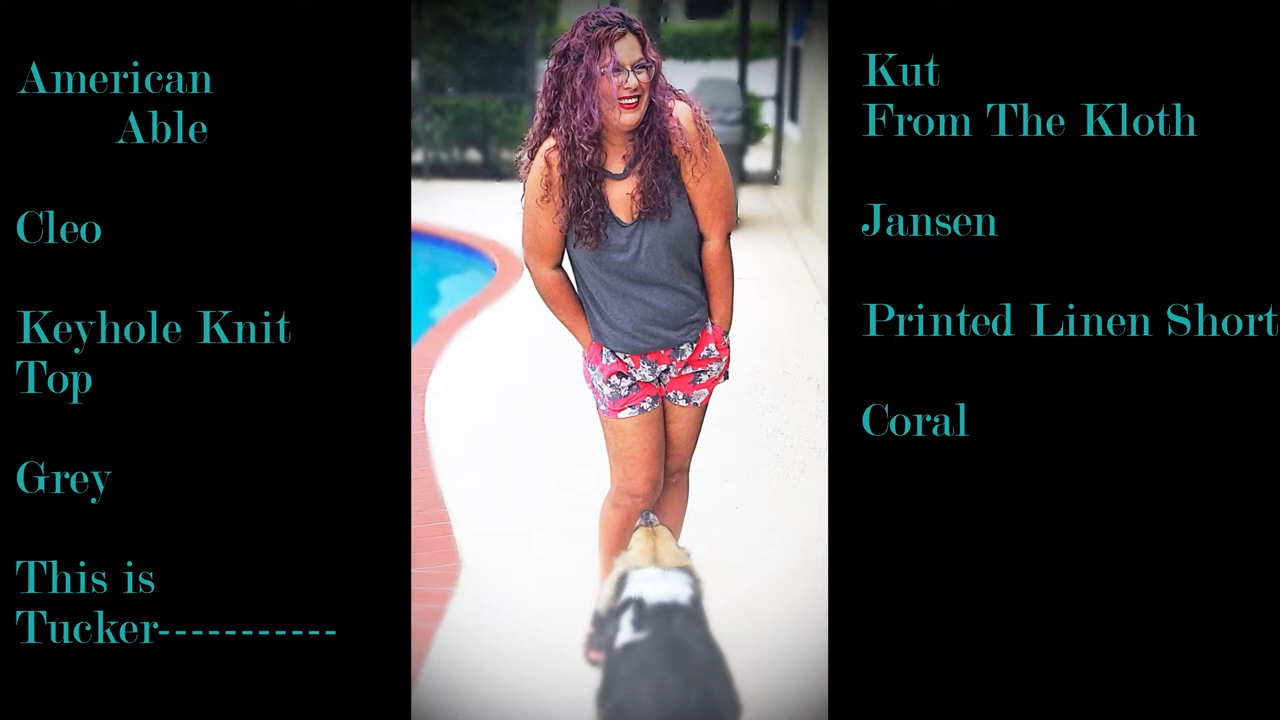 American
Able
Cleo
Keyhole Knit
Top
Grey
This is
Tucker-----------
Kut
From The Kloth
Jansen
Printed Linen Short
Coral